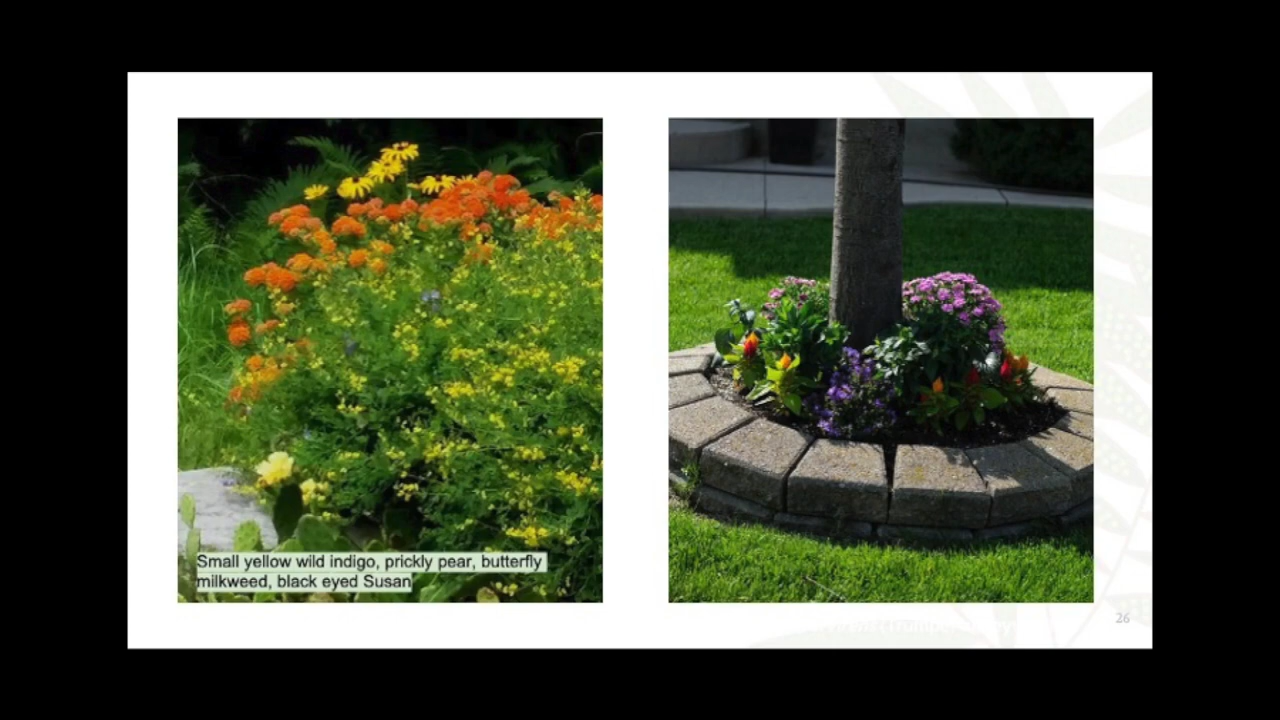 Small yellow wild indigo, prickly pear, butterfly
milkweed, black eyed Susan
26